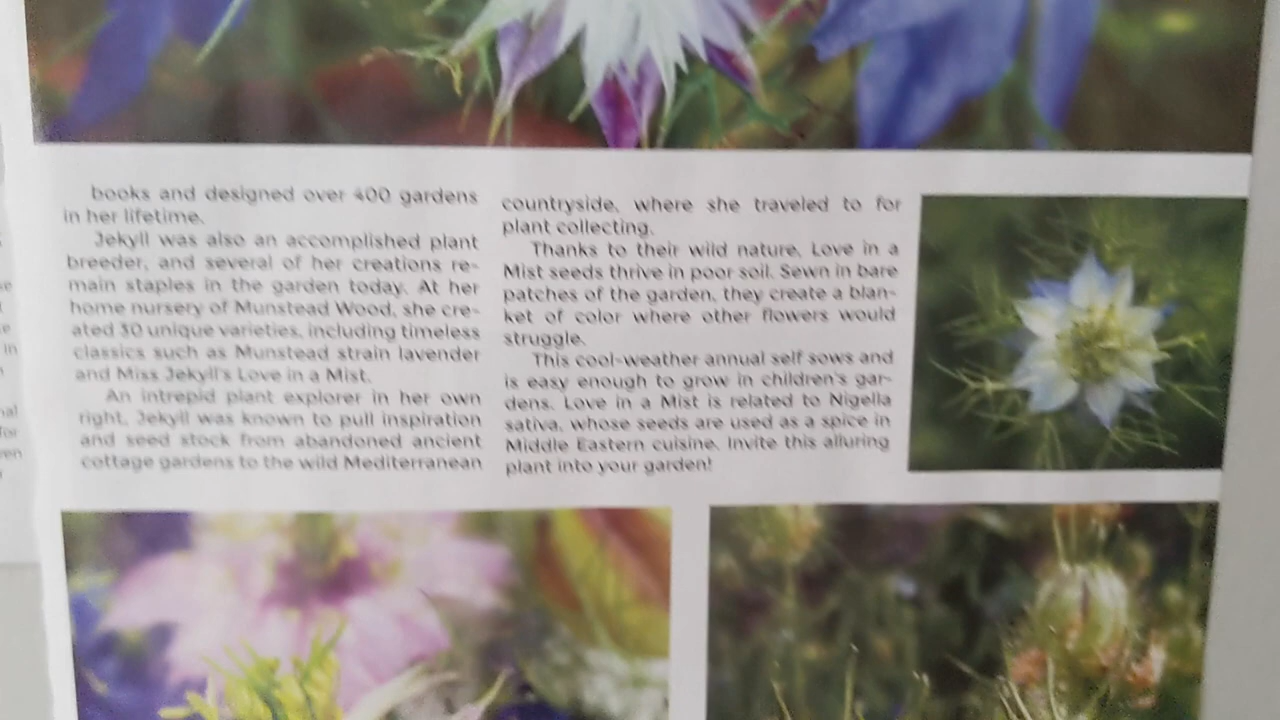 books and designed over 400 gardens
in her lifetime.
Jekyll was also an accomplished plant
breeder, and several of her creations re-
main staples in the garden today. At her
home nursery of Munstead Wood, she cre-
ated 30 unique varieties, including timeless
classics such as Munstead strain lavender
and Miss Jekyll's Love in a Mist.
An intrepid plant explorer in her own
right, Jekyll was known to pull inspiration
and seed stock from abandoned ancient
cottage gardens to the wild Mediterranean
countryside, where she traveled to for
plant collecting.
Thanks to their wild nature, Love in a
Mist seeds thrive in poor soil. Sewn in bare
patches of the garden, they create a blan-
ket of color where other flowers would
struggle.
This cool-weather annual self sows and
is easy enough to grow in children's gar-
dens. Love in a Mist is related to Nigella
sativa, whose seeds are used as a spice in
Middle Eastern cuisine. Invite this alluring
plant into your garden!